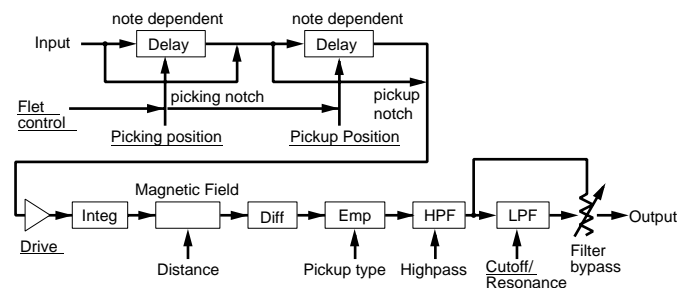 note dependent
note dependent
Input
Delay
Delay
picking notch
pickup
notch
Flet
control
Picking position
Pickup Position
Magnetic Field
Integ
Diff
Emp
HPF
LPF
Output
Drive
Distance
Pickup type
Highpass
Cutoff/
Resonance
Filter
bypass